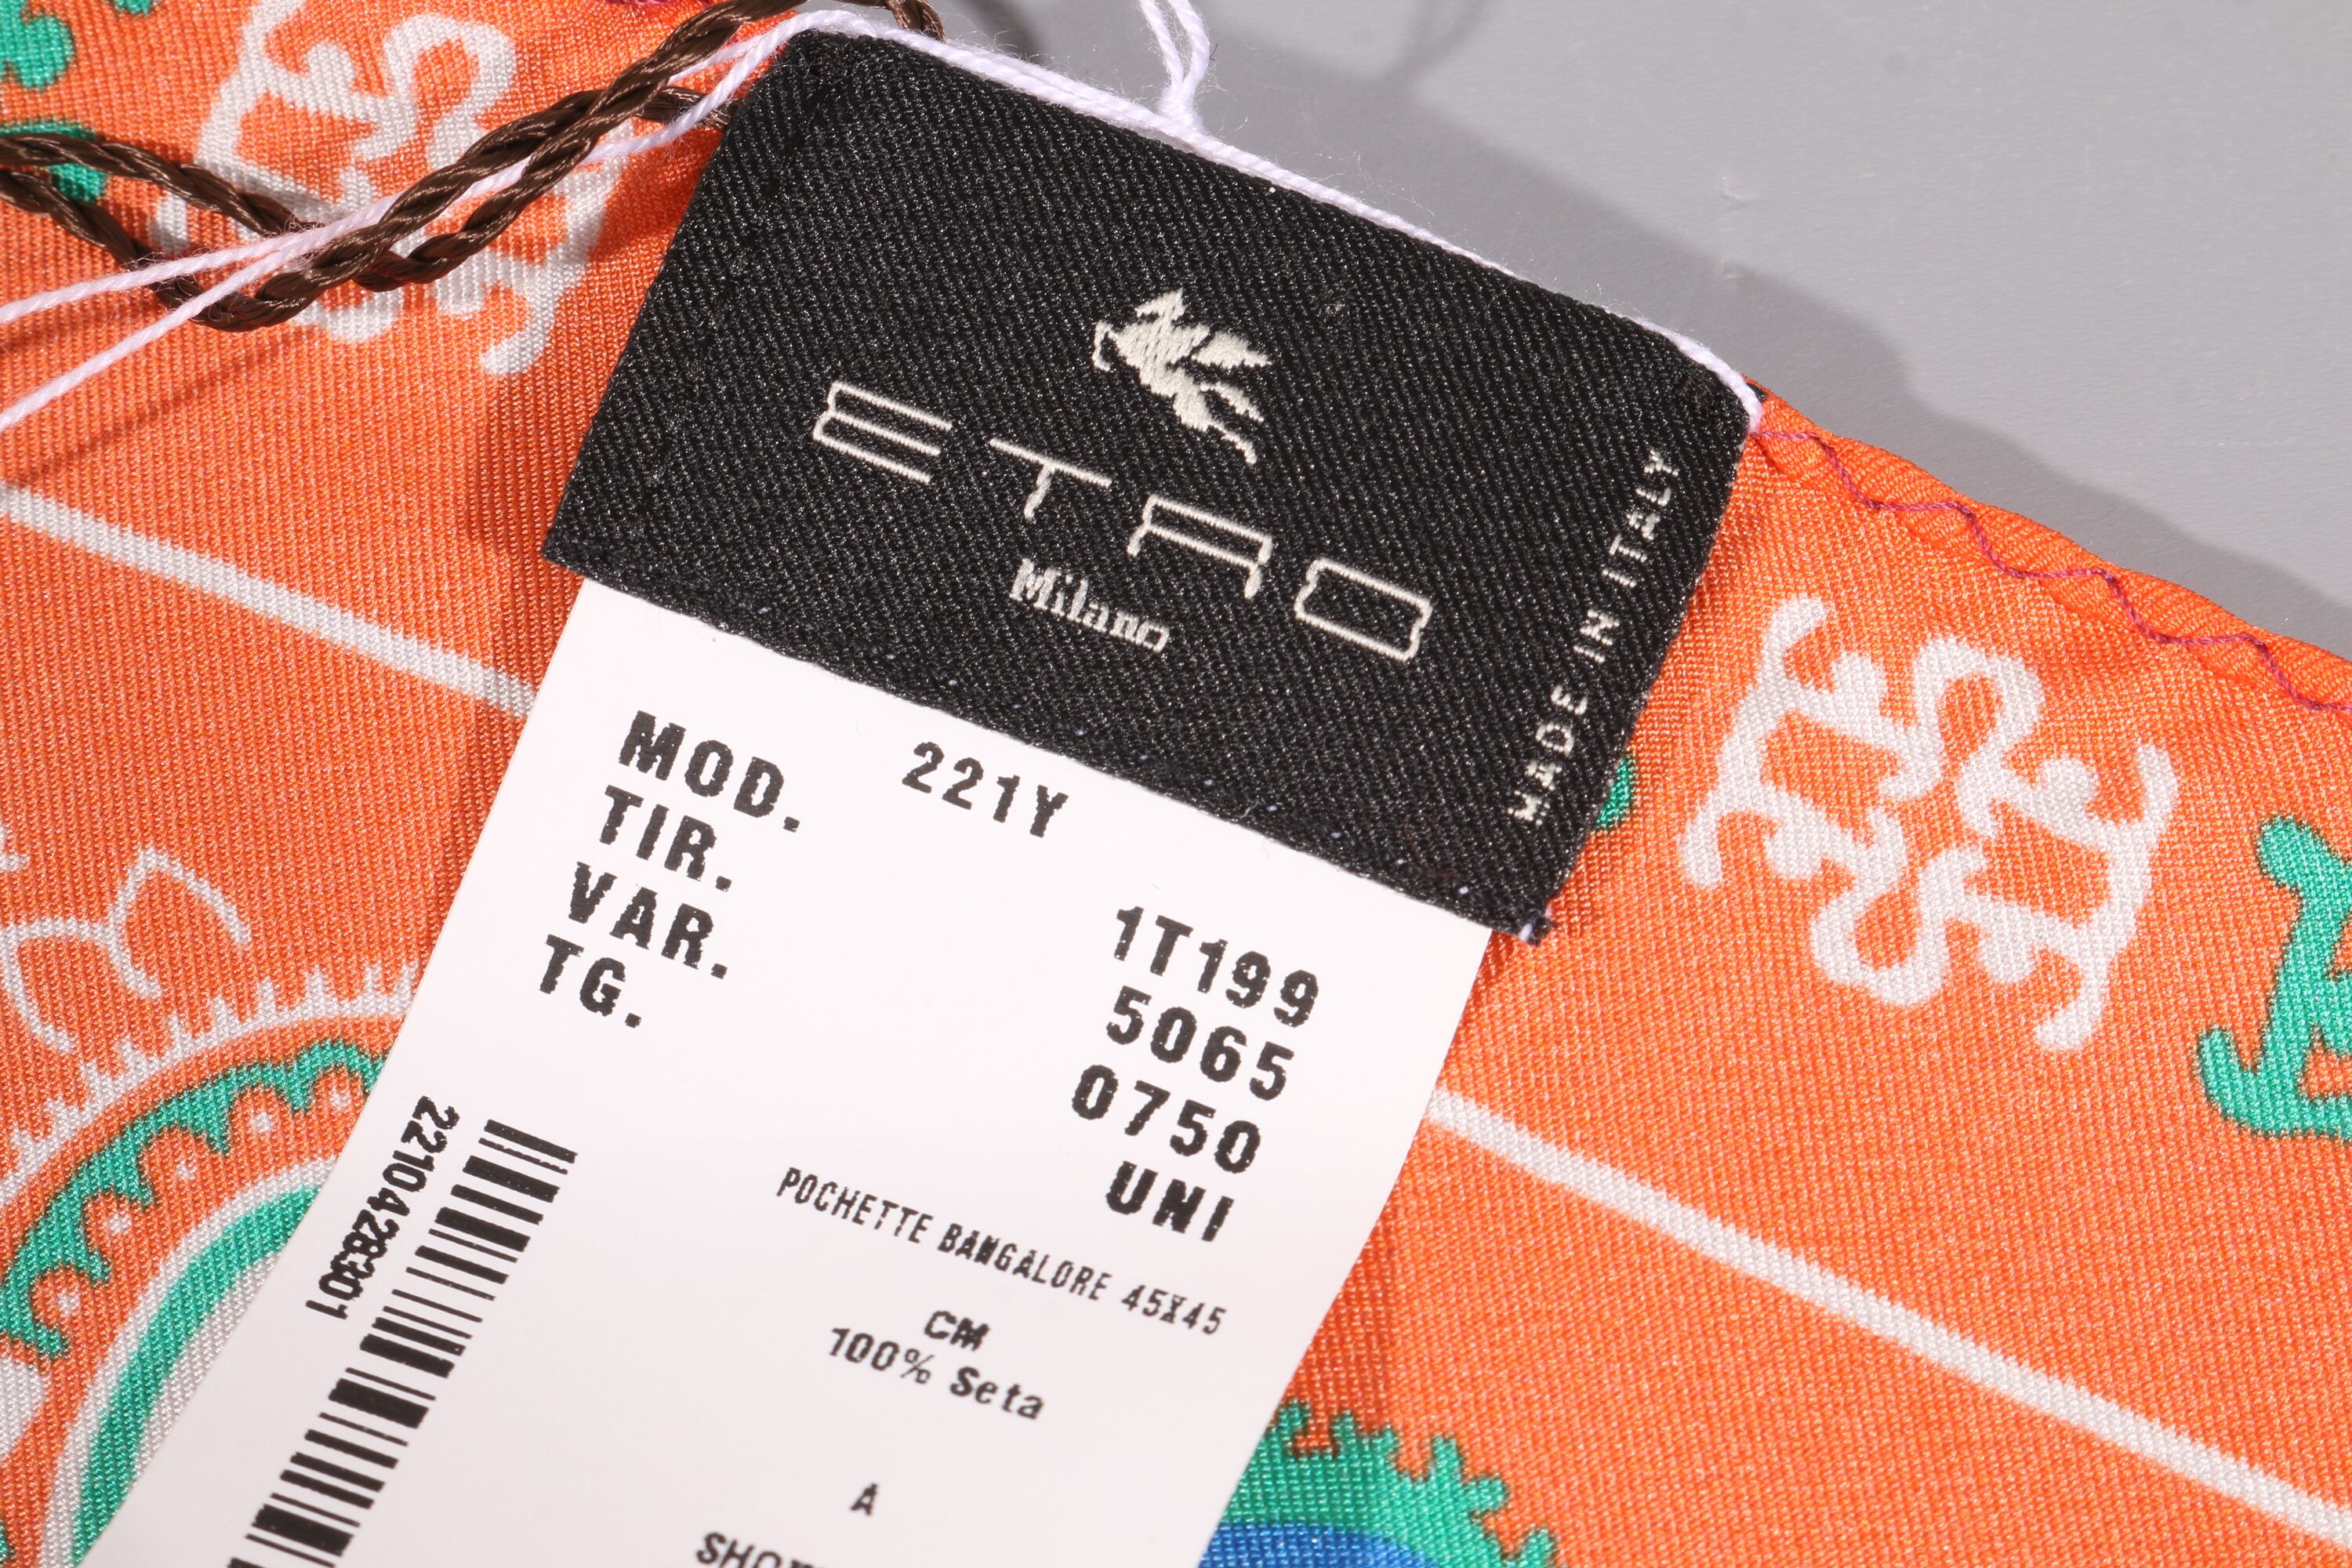 ETRO
Milano
MADE IN ITALY
MOD. 221Y 1T199
TIR. 5065
VAR. 0750
TG. UNI
POCHETTE BANGALORE 45X45
CM
100% Seta
A
2210428301